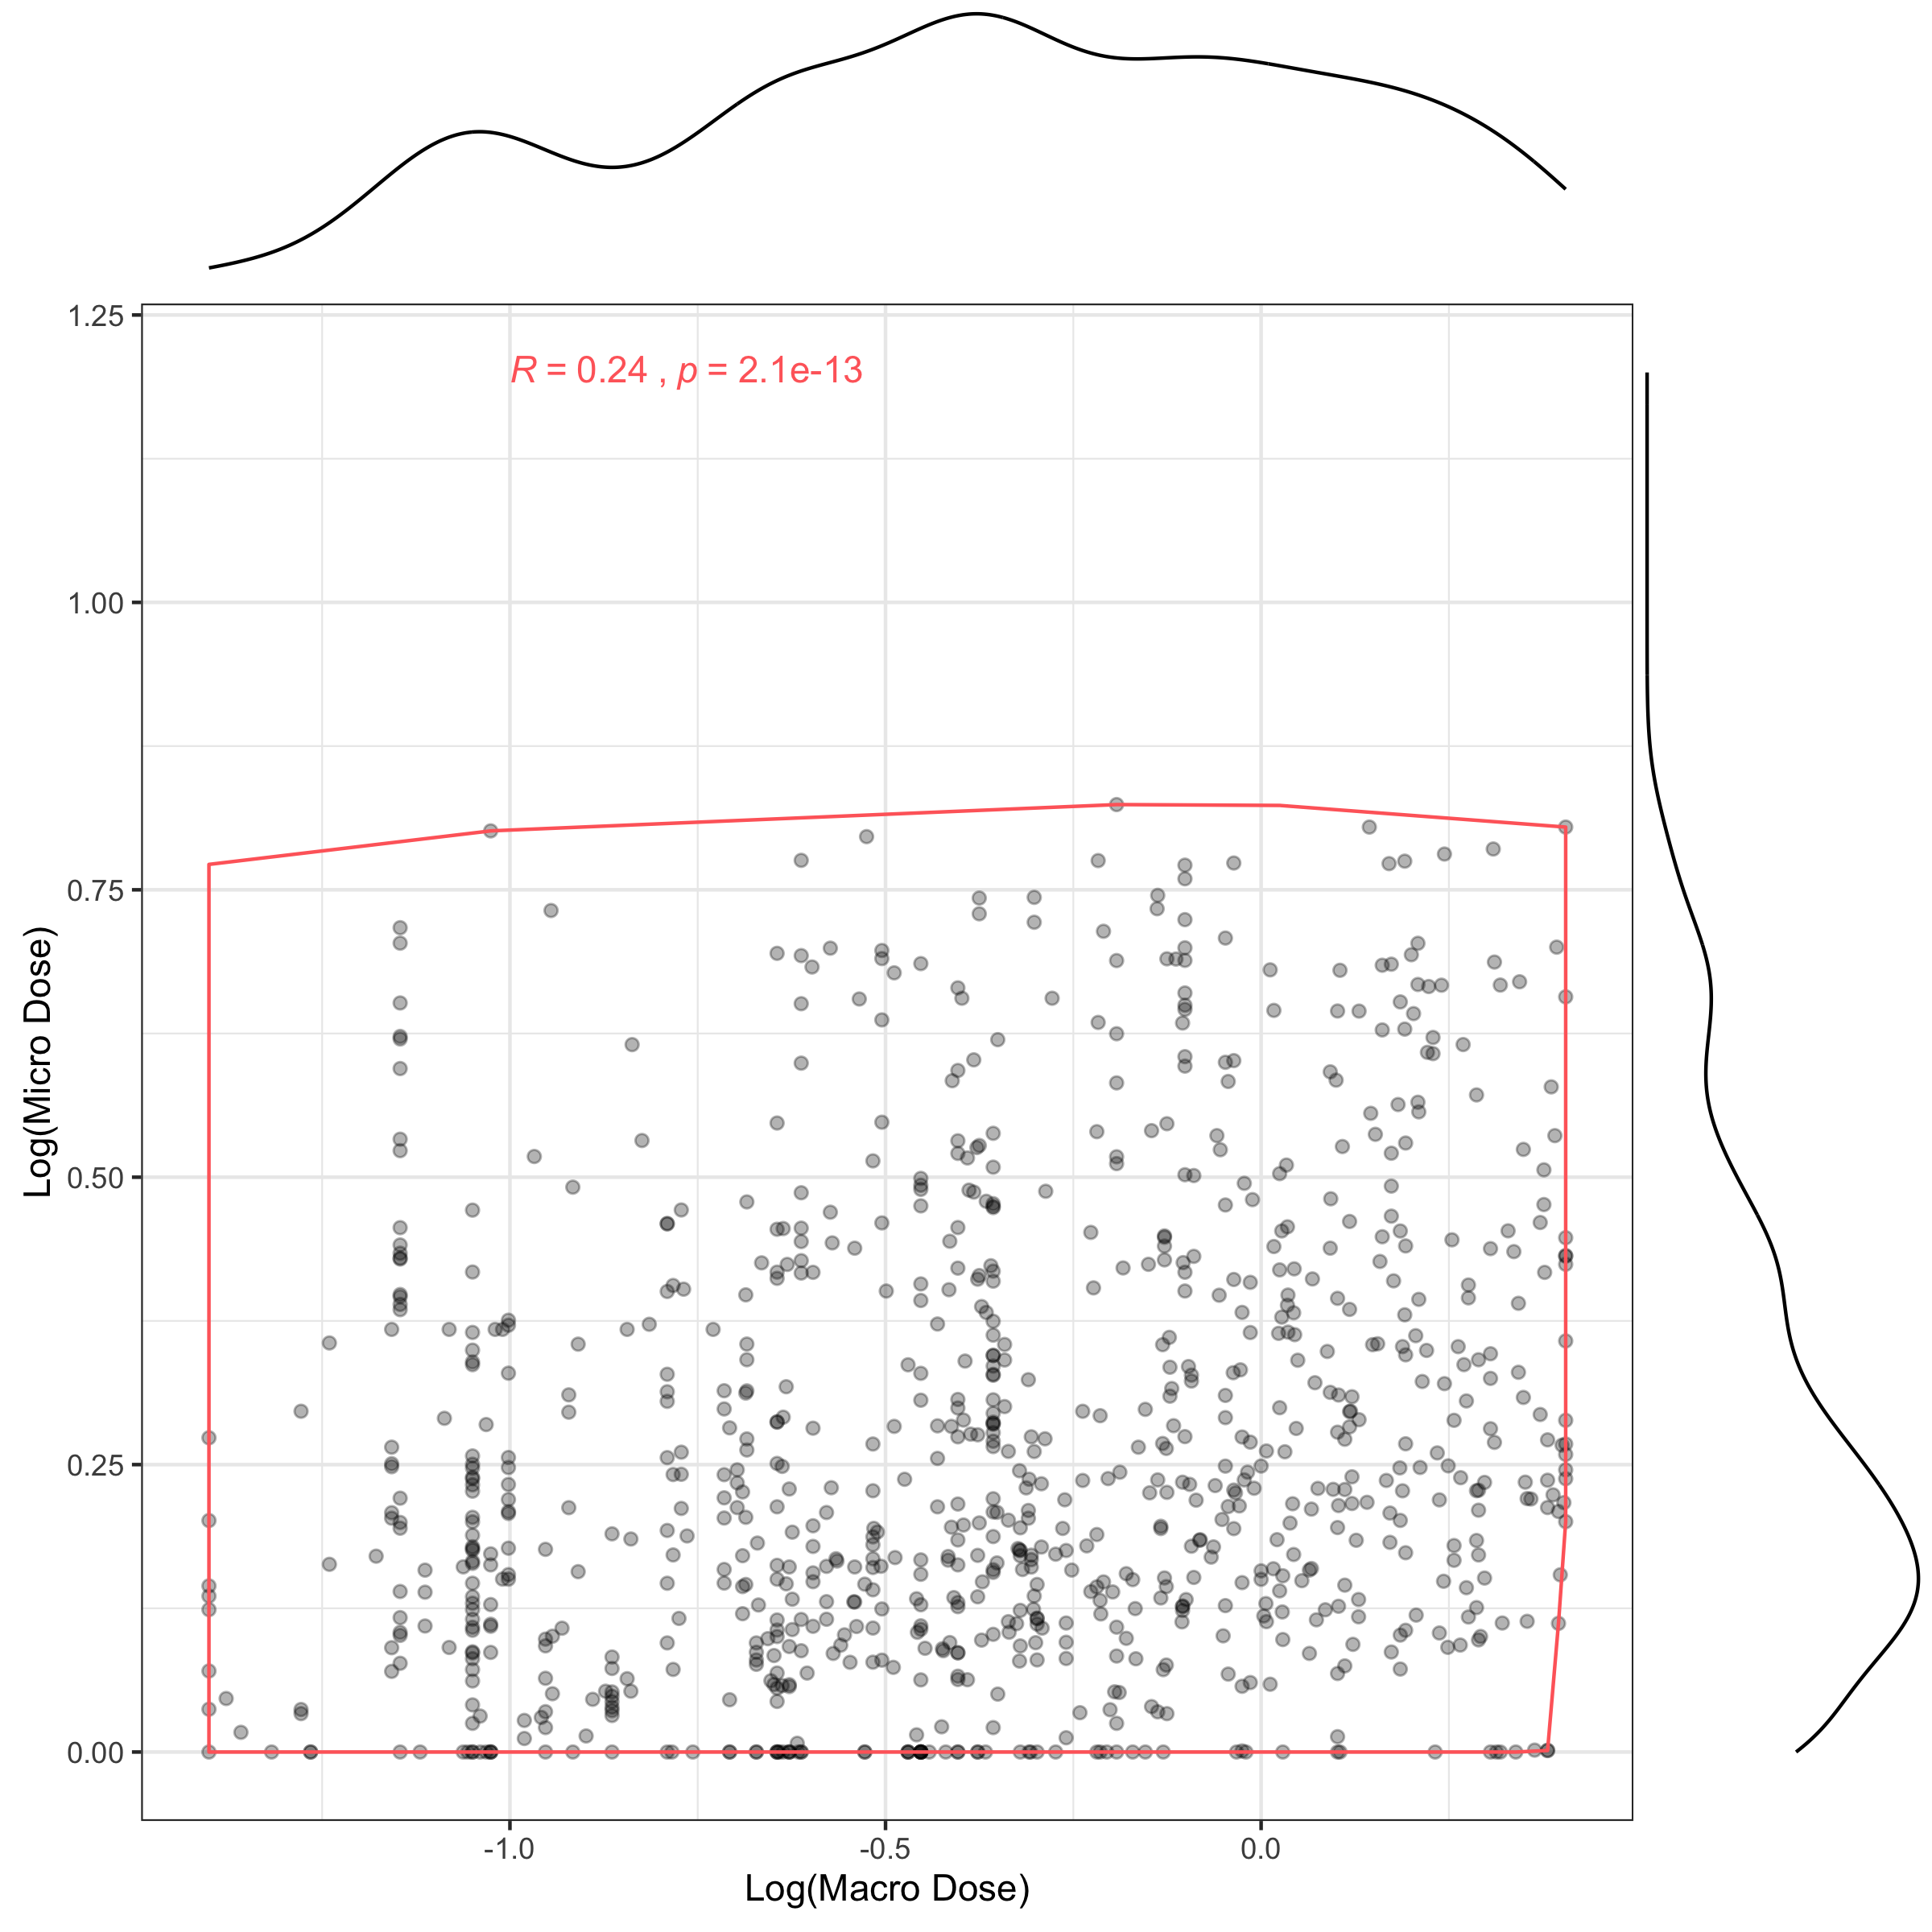 R = 0.24 , p = 2.1e-13
1.25
1.00
0.75
0.50
0.25
0.00
Log(Micro Dose)
-1.0 -0.5 0.0
Log(Macro Dose)